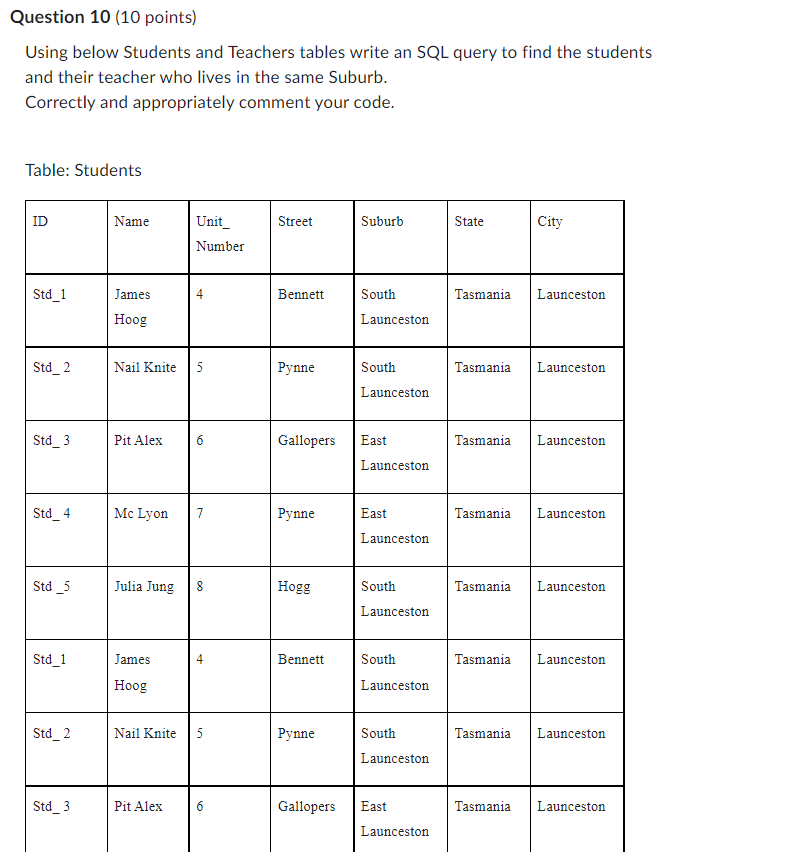 Question 10 (10 points)
Using below Students and Teachers tables write an SQL query to find the students
and their teacher who lives in the same Suburb.
Correctly and appropriately comment your code.
Table: Students
ID Name Unit_ Street Suburb State City
Number
Std_1 James 4 Bennett South Tasmania Launceston
Hoog Launceston
Std_ 2 Nail Knite 5 Pynne South Tasmania Launceston
Launceston
Std_ 3 Pit Alex 6 Gallopers East Tasmania Launceston
Launceston
Std_ 4 Mc Lyon 7 Pynne East Tasmania Launceston
Launceston
Std _5 Julia Jung 8 Hogg South Tasmania Launceston
Launceston
Std_1 James 4 Bennett South Tasmania Launceston
Hoog Launceston
Std_ 2 Nail Knite 5 Pynne South Tasmania Launceston
Launceston
Std_ 3 Pit Alex 6 Gallopers East Tasmania Launceston
Launceston